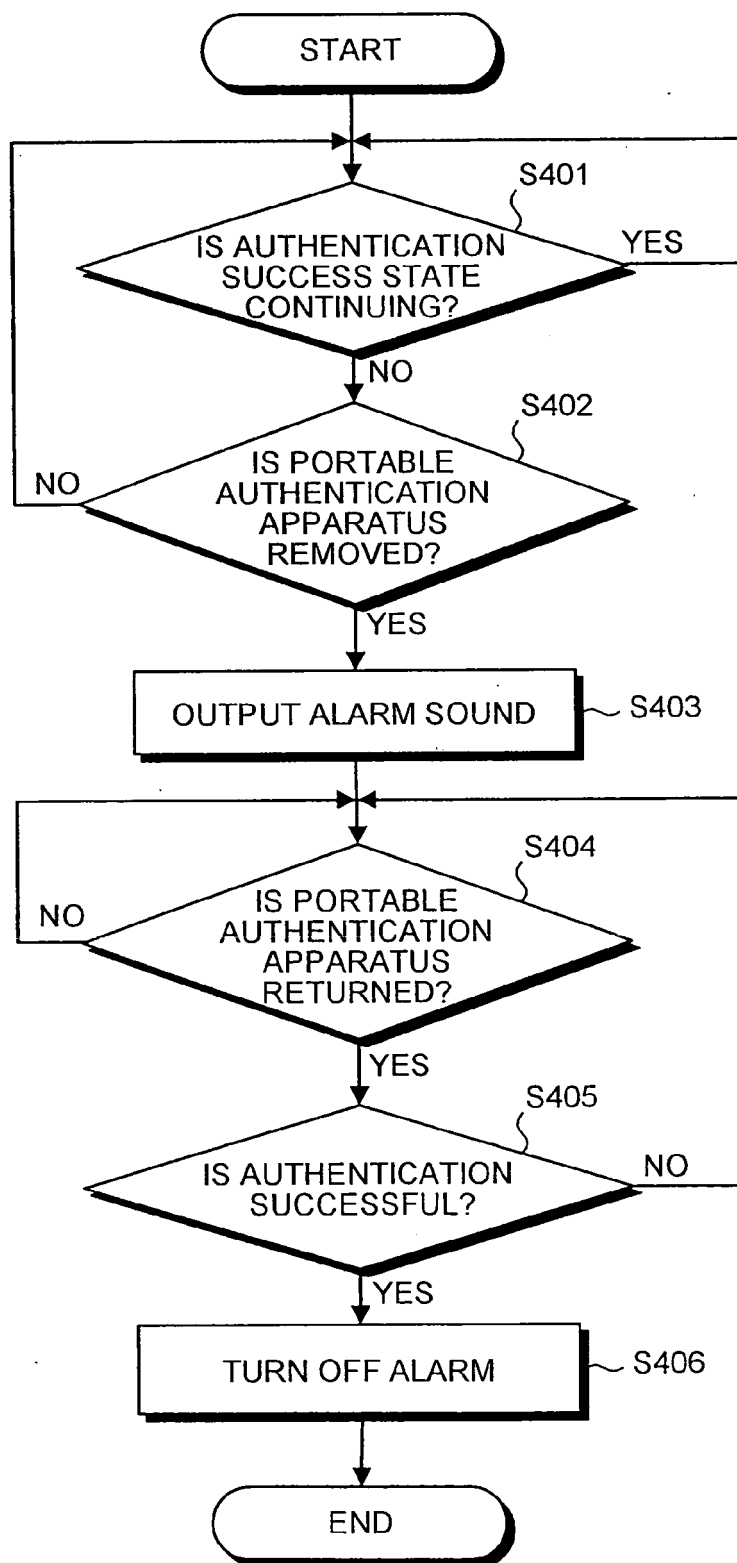 START
S401
IS AUTHENTICATION
SUCCESS STATE
CONTINUING?
YES
NO
S402
IS PORTABLE
AUTHENTICATION
APPARATUS
REMOVED?
NO
YES
OUTPUT ALARM SOUND
S403
S404
IS PORTABLE
AUTHENTICATION
APPARATUS
RETURNED?
NO
YES
S405
IS AUTHENTICATION
SUCCESSFUL?
NO
YES
TURN OFF ALARM
S406
END